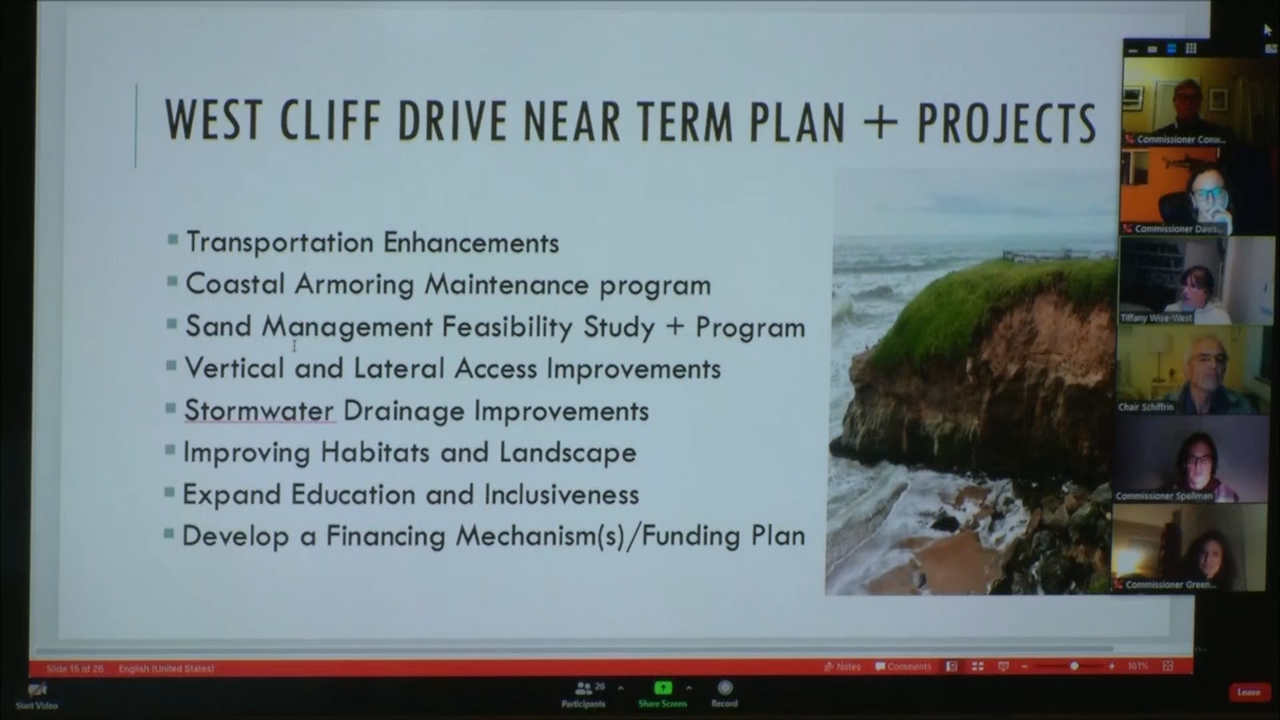 WEST CLIFF DRIVE NEAR TERM PLAN + PROJECTS
Transportation Enhancements
Coastal Armoring Maintenance program
Sand Management Feasibility Study + Program
Vertical and Lateral Access Improvements
Stormwater Drainage Improvements
Improving Habitats and Landscape
Expand Education and Inclusiveness
Develop a Financing Mechanism(s)/Funding Plan
Commissioner Conw...
Commissioner Daws...
Tiffany Wise-West
Chair Schiffrin
Commissioner Spellman
Commissioner Green...
Slide 15 of 26 English (United States)
Notes Comments 161%
Start Video
26
Participants Share Screen Record
Leave